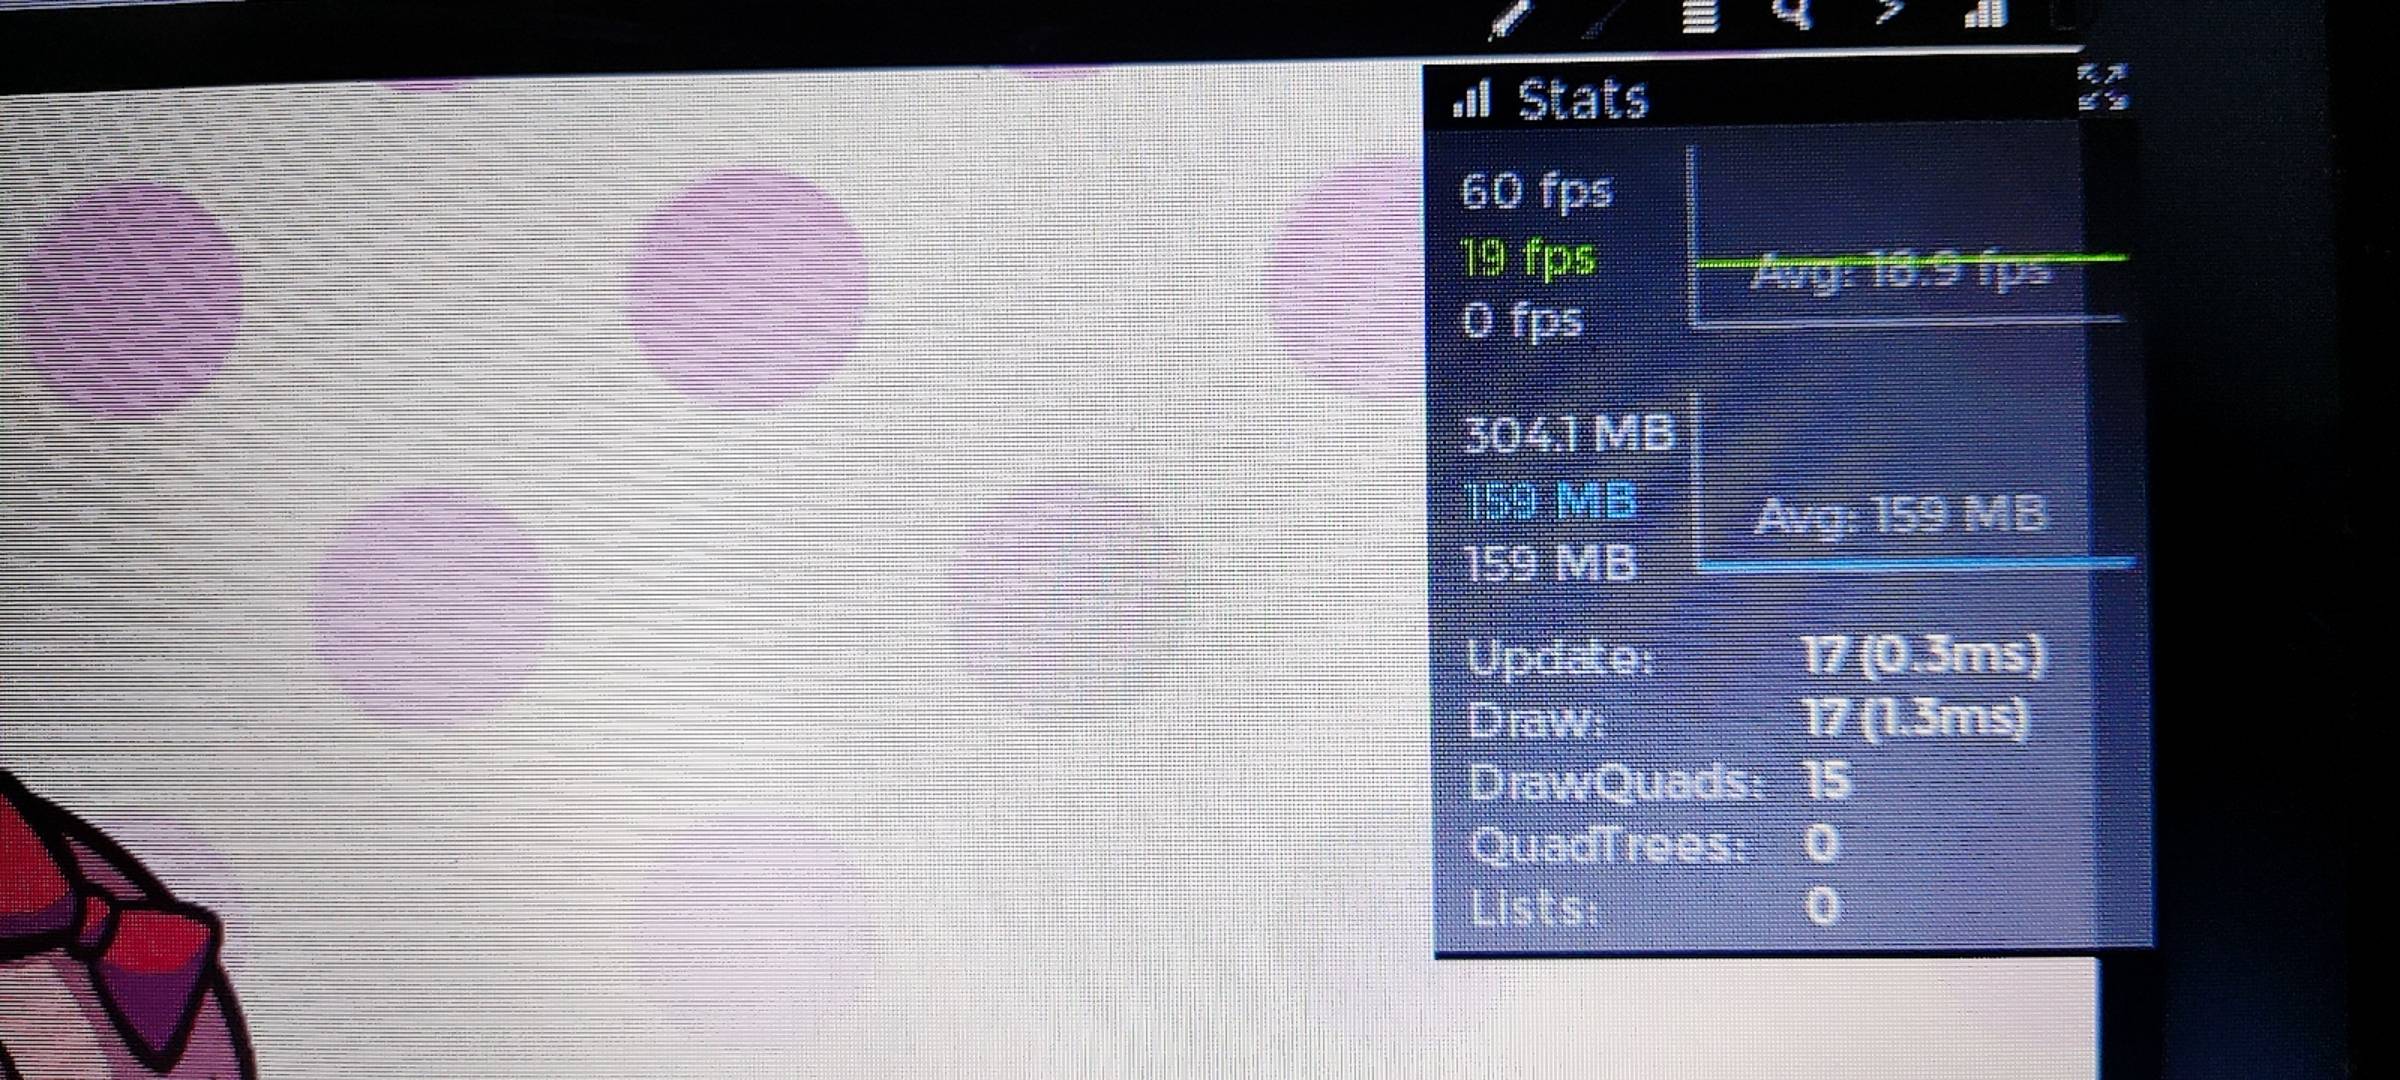 Stats
60 fps
19 fps
Avg: 18.9 fps
0 fps
304.1 MB
159 MB
Avg: 159 MB
159 MB
Update: 17 (0.3ms)
Draw: 17 (1.3ms)
DrawQuads: 15
QuadTrees: 0
Lists: 0